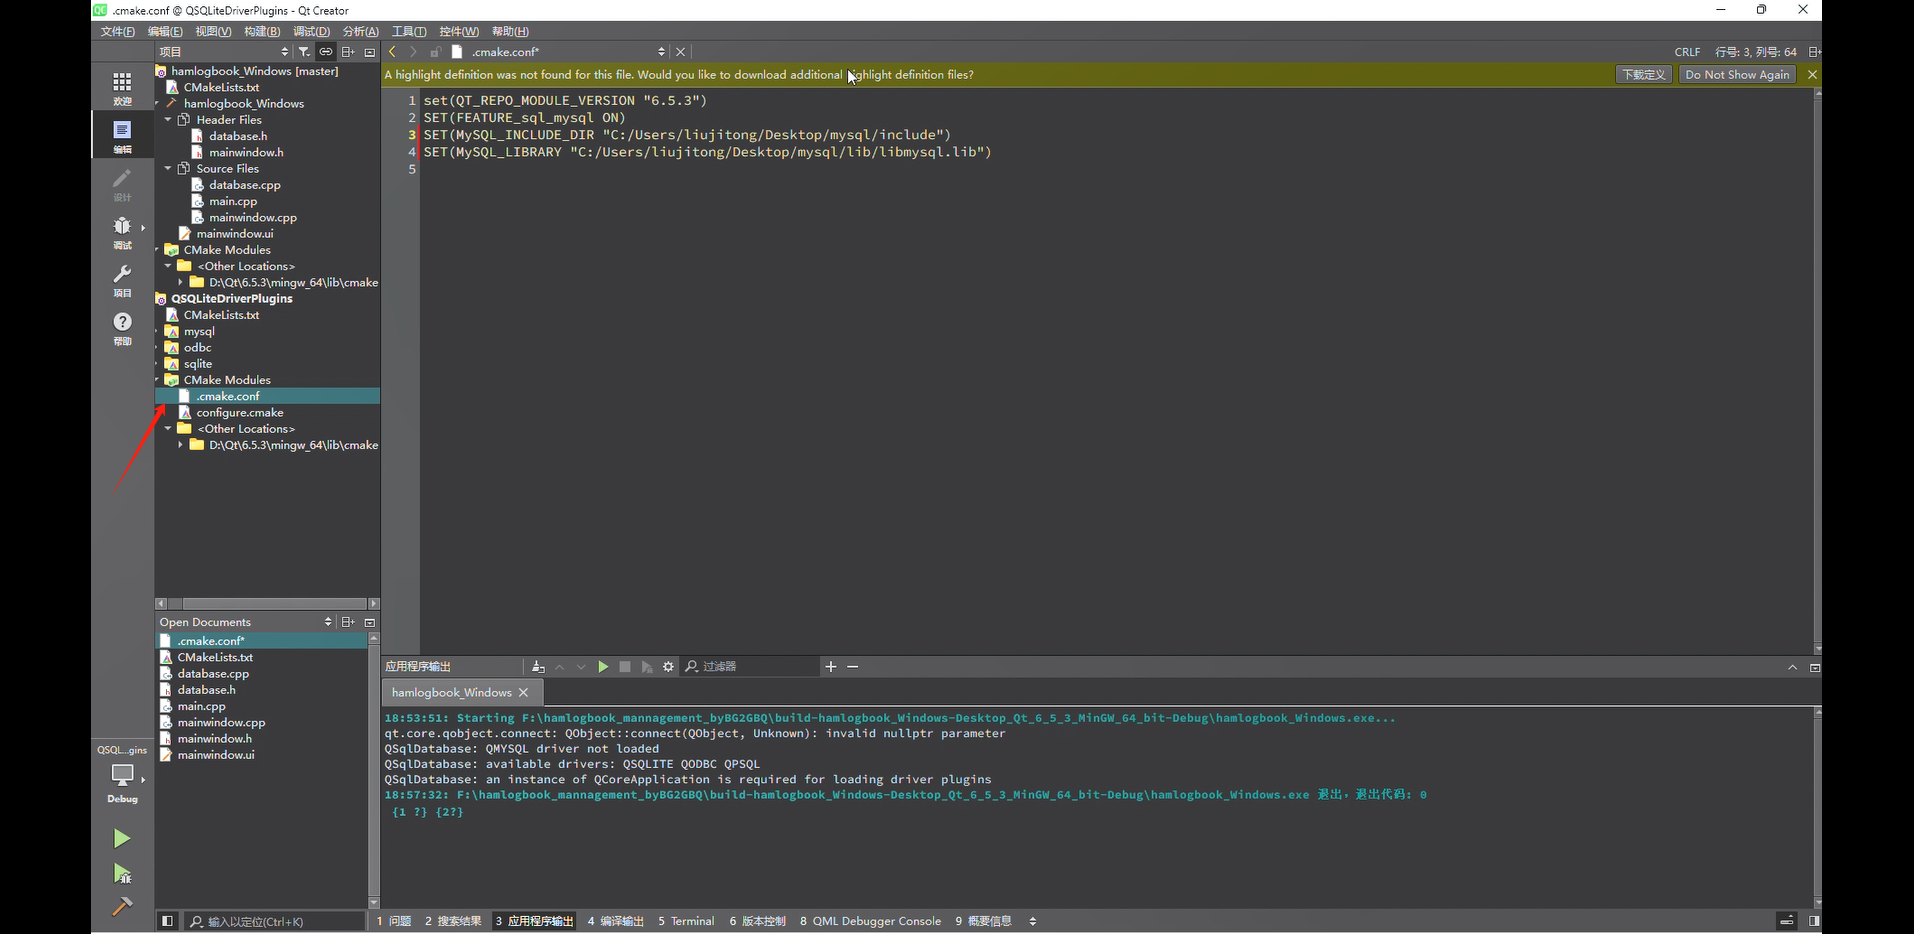 .cmake.conf @ QSQLiteDriverPlugins - Qt Creator
文件(F) 编辑(E) 视图(V) 构建(B) 调试(D) 分析(A) 工具(T) 控件(W) 帮助(H)
项目
.cmake.conf*
CRLF 行号: 3, 列号: 64
A highlight definition was not found for this file. Would you like to download additional highlight definition files?
下载定义 Do Not Show Again
欢迎
编辑
设计
调试
项目
帮助
hamlogbook_Windows [master]
CMakeLists.txt
hamlogbook_Windows
Header Files
database.h
mainwindow.h
Source Files
database.cpp
main.cpp
mainwindow.cpp
mainwindow.ui
CMake Modules
<Other Locations>
D:\Qt\6.5.3\mingw_64\lib\cmake
QSQLiteDriverPlugins
CMakeLists.txt
mysql
odbc
sqlite
CMake Modules
.cmake.conf
configure.cmake
<Other Locations>
D:\Qt\6.5.3\mingw_64\lib\cmake
1 set(QT_REPO_MODULE_VERSION "6.5.3")
2 SET(FEATURE_sql_mysql ON)
3 SET(MySQL_INCLUDE_DIR "C:/Users/liujitong/Desktop/mysql/include")
4 SET(MySQL_LIBRARY "C:/Users/liujitong/Desktop/mysql/lib/libmysql.lib")
5
Open Documents
.cmake.conf*
CMakeLists.txt
database.cpp
database.h
main.cpp
mainwindow.cpp
mainwindow.h
mainwindow.ui
QSQL...gins
Debug
应用程序输出 过滤器
hamlogbook_Windows
18:53:51: Starting F:\hamlogbook_mannagement_byBG2GBQ\build-hamlogbook_Windows-Desktop_Qt_6_5_3_MinGW_64_bit-Debug\hamlogbook_Windows.exe...
qt.core.qobject.connect: QObject::connect(QObject, Unknown): invalid nullptr parameter
QSqlDatabase: QMYSQL driver not loaded
QSqlDatabase: available drivers: QSQLITE QODBC QPSQL
QSqlDatabase: an instance of QCoreApplication is required for loading driver plugins
18:57:32: F:\hamlogbook_mannagement_byBG2GBQ\build-hamlogbook_Windows-Desktop_Qt_6_5_3_MinGW_64_bit-Debug\hamlogbook_Windows.exe 退出，退出代码: 0
{1 ?} {2?}
输入以定位(Ctrl+K) 1 问题 2 搜索结果 3 应用程序输出 4 编译输出 5 Terminal 6 版本控制 8 QML Debugger Console 9 概要信息